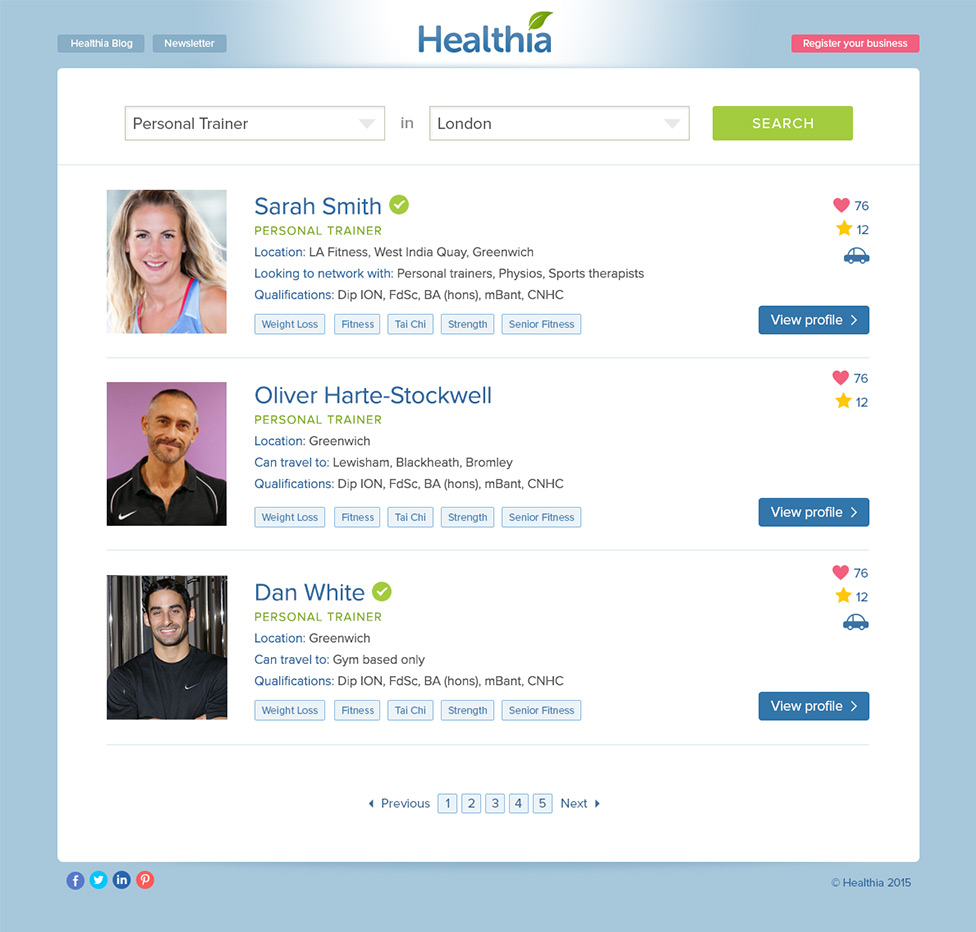 Healthia Blog
Newsletter
Healthia
Register your business
Personal Trainer
in
London
SEARCH
Sarah Smith
76
PERSONAL TRAINER
12
Location: LA Fitness, West India Quay, Greenwich
Looking to network with: Personal trainers, Physios, Sports therapists
Qualifications: Dip ION, FdSc, BA (hons), mBant, CNHC
Weight Loss
Fitness
Tai Chi
Strength
Senior Fitness
View profile
Oliver Harte-Stockwell
76
PERSONAL TRAINER
12
Location: Greenwich
Can travel to: Lewisham, Blackheath, Bromley
Qualifications: Dip ION, FdSc, BA (hons), mBant, CNHC
Weight Loss
Fitness
Tai Chi
Strength
Senior Fitness
View profile
Dan White
76
PERSONAL TRAINER
12
Location: Greenwich
Can travel to: Gym based only
Qualifications: Dip ION, FdSc, BA (hons), mBant, CNHC
Weight Loss
Fitness
Tai Chi
Strength
Senior Fitness
View profile
Previous 1 2 3 4 5 Next
© Healthia 2015